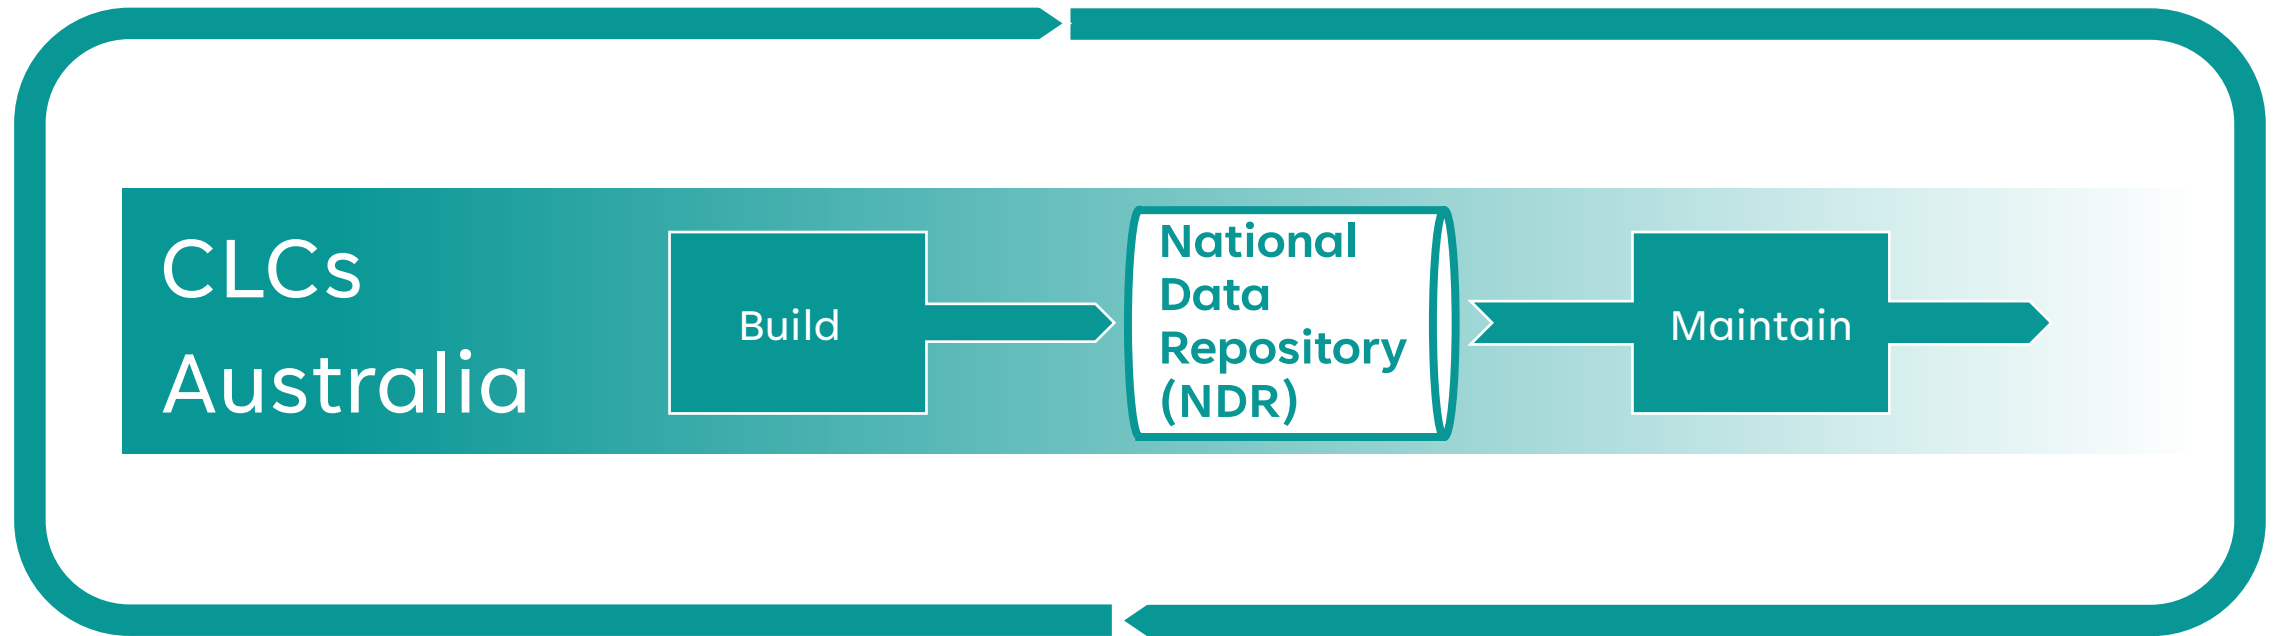 CLCs
Australia
Build
National
Data
Repository
(NDR)
Maintain